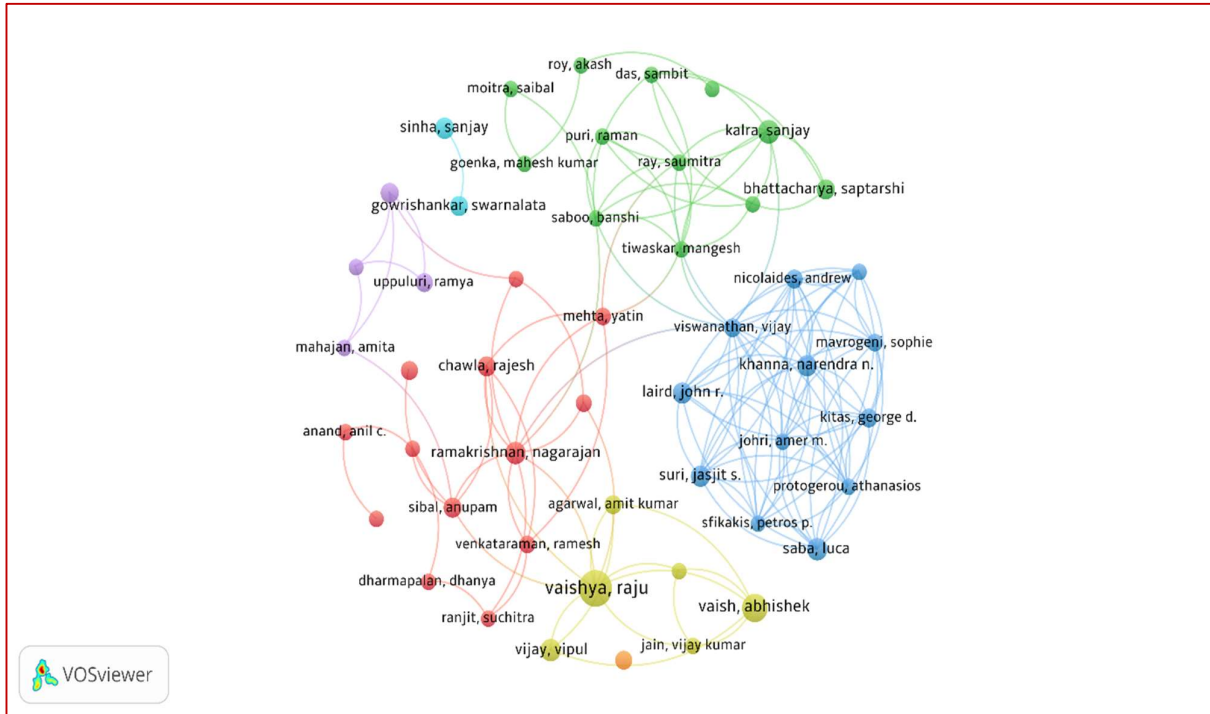 roy, akash
das, sambit
moitra, saibal
sinha, sanjay
puri, raman
kalra, sanjay
goenka, mahesh kumar
ray, saumitra
bhattacharya, saptarshi
gowrishankar, swarnalata
saboo, banshi
tiwaskar, mangesh
uppuluri, ramya
nicolaides, andrew
mehta, yatin
viswanathan, vijay
mavrogeni, sophie
mahajan, amita
chawla, rajesh
khanna, narendra n.
laird, john r.
kitas, george d.
anand, anil c.
johri, amer m.
ramakrishnan, nagarajan
suri, jasjit s.
protogerou, athanasios
sibal, anupam
agarwal, amit kumar
sfikakis, petros p.
venkataraman, ramesh
saba, luca
dharmapalan, dhanya
vaishya, raju
vaish, abhishek
ranjit, suchitra
vijay, vipul
jain, vijay kumar
VOSviewer